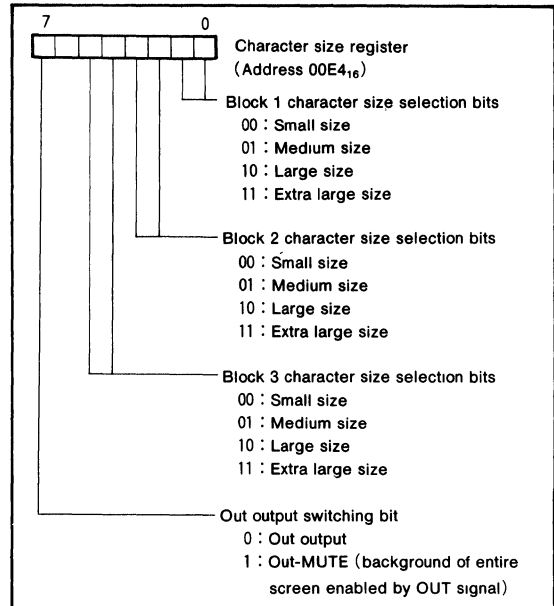 7 0
Character size register
(Address 00E4₁₆)
Block 1 character size selection bits
00 : Small size
01 : Medium size
10 : Large size
11 : Extra large size
Block 2 character size selection bits
00 : Small size
01 : Medium size
10 : Large size
11 : Extra large size
Block 3 character size selection bits
00 : Small size
01 : Medium size
10 : Large size
11 : Extra large size
Out output switching bit
0 : Out output
1 : Out-MUTE (background of entire
screen enabled by OUT signal)